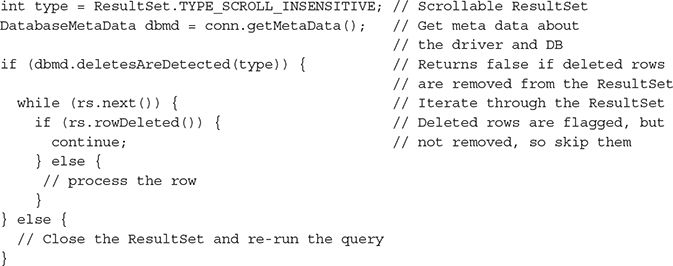 int type = ResultSet.TYPE_SCROLL_INSENSITIVE; // Scrollable ResultSet
DatabaseMetaData dbmd = conn.getMetaData();   // Get meta data about
                                              // the driver and DB
if (dbmd.deletesAreDetected(type)) {          // Returns false if deleted rows
                                              // are removed from the ResultSet
  while (rs.next()) {                         // Iterate through the ResultSet
    if (rs.rowDeleted()) {                    // Deleted rows are flagged, but
      continue;                               // not removed, so skip them
    } else {
     // process the row
    }
} else {
  // Close the ResultSet and re-run the query
}